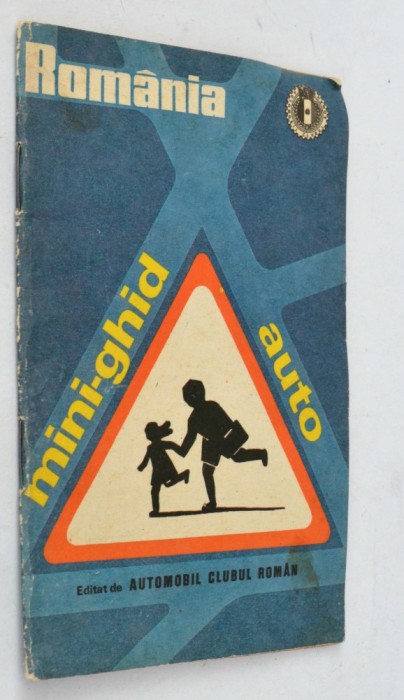 România
mini-ghid
auto
Editat de AUTOMOBIL CLUBUL ROMÂN